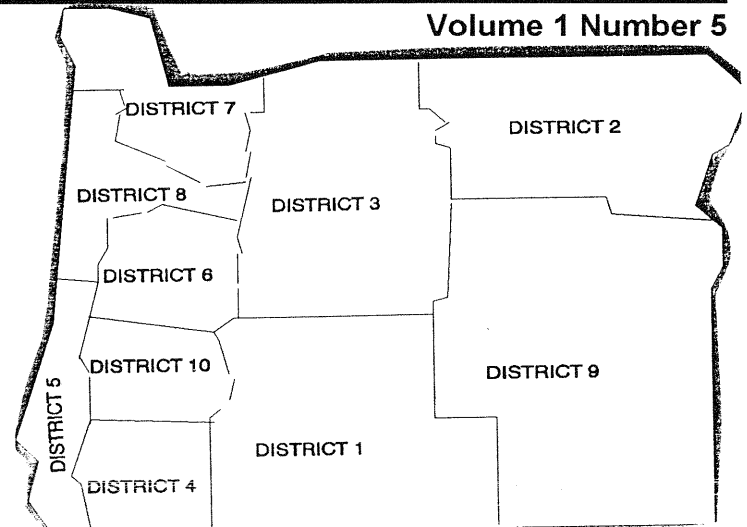 Volume 1 Number 5
DISTRICT 7
DISTRICT 2
DISTRICT 8
DISTRICT 3
DISTRICT 6
DISTRICT 10
DISTRICT 9
DISTRICT 5
DISTRICT 1
DISTRICT 4